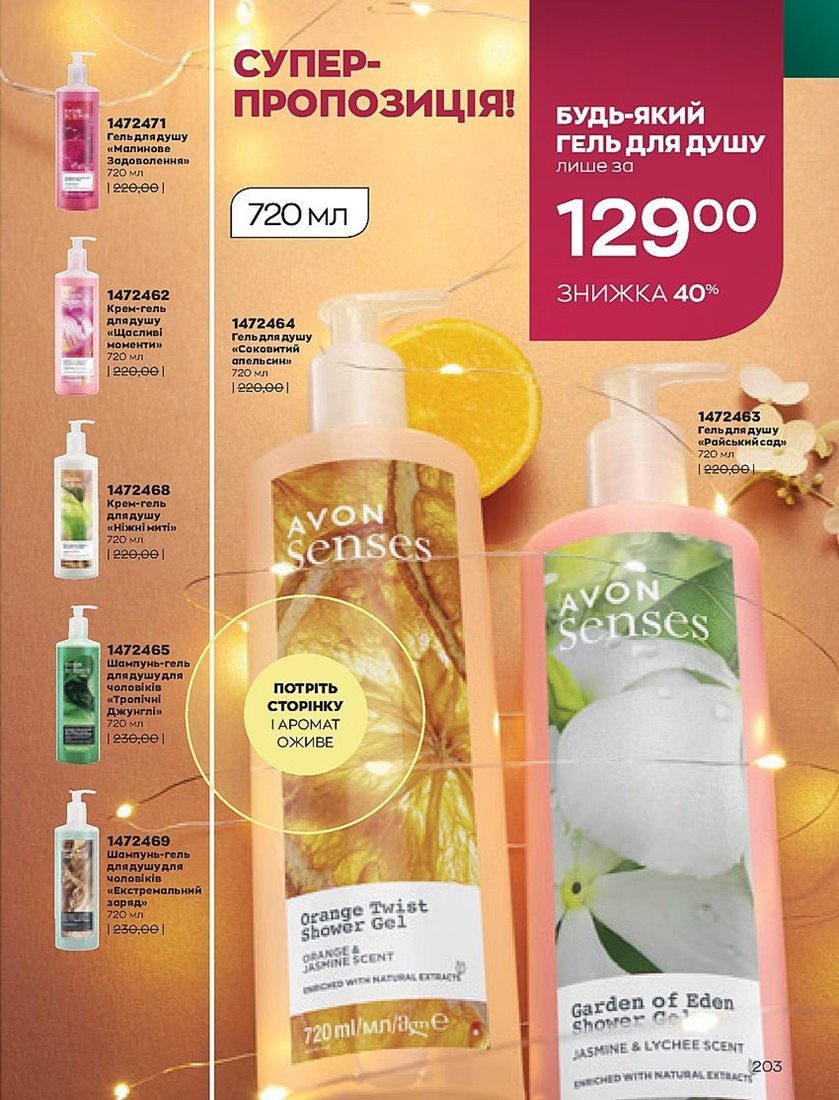 СУПЕР-
ПРОПОЗИЦІЯ!
720 мл
БУДЬ-ЯКИЙ
ГЕЛЬ ДЛЯ ДУШУ
лише за
129⁰⁰
ЗНИЖКА 40%
1472471
Гель для душу
«Малинове
Задоволення»
720 мл
| 220,00 |
1472462
Крем-гель
для душу
«Щасливі
моменти»
720 мл
| 220,00 |
1472468
Крем-гель
для душу
«Ніжні миті»
720 мл
| 220,00 |
1472465
Шампунь-гель
для душу для
чоловіків
«Тропічні
Джунглі»
720 мл
| 230,00 |
1472469
Шампунь-гель
для душу для
чоловіків
«Екстремальний
заряд»
720 мл
| 230,00 |
1472464
Гель для душу
«Соковитий
апельсин»
720 мл
| 220,00 |
1472463
Гель для душу
«Райський сад»
720 мл
| 220,00 |
AVON
senses
ПОТРІТЬ
СТОРІНКУ
І АРОМАТ
ОЖИВЕ
Orange Twist
Shower Gel
ORANGE &
JASMINE SCENT
ENRICHED WITH NATURAL EXTRACTS
720 ml/мл/მლ e
AVON
senses
Garden of Eden
Shower Gel
JASMINE & LYCHEE SCENT
ENRICHED WITH NATURAL EXTRACTS
203